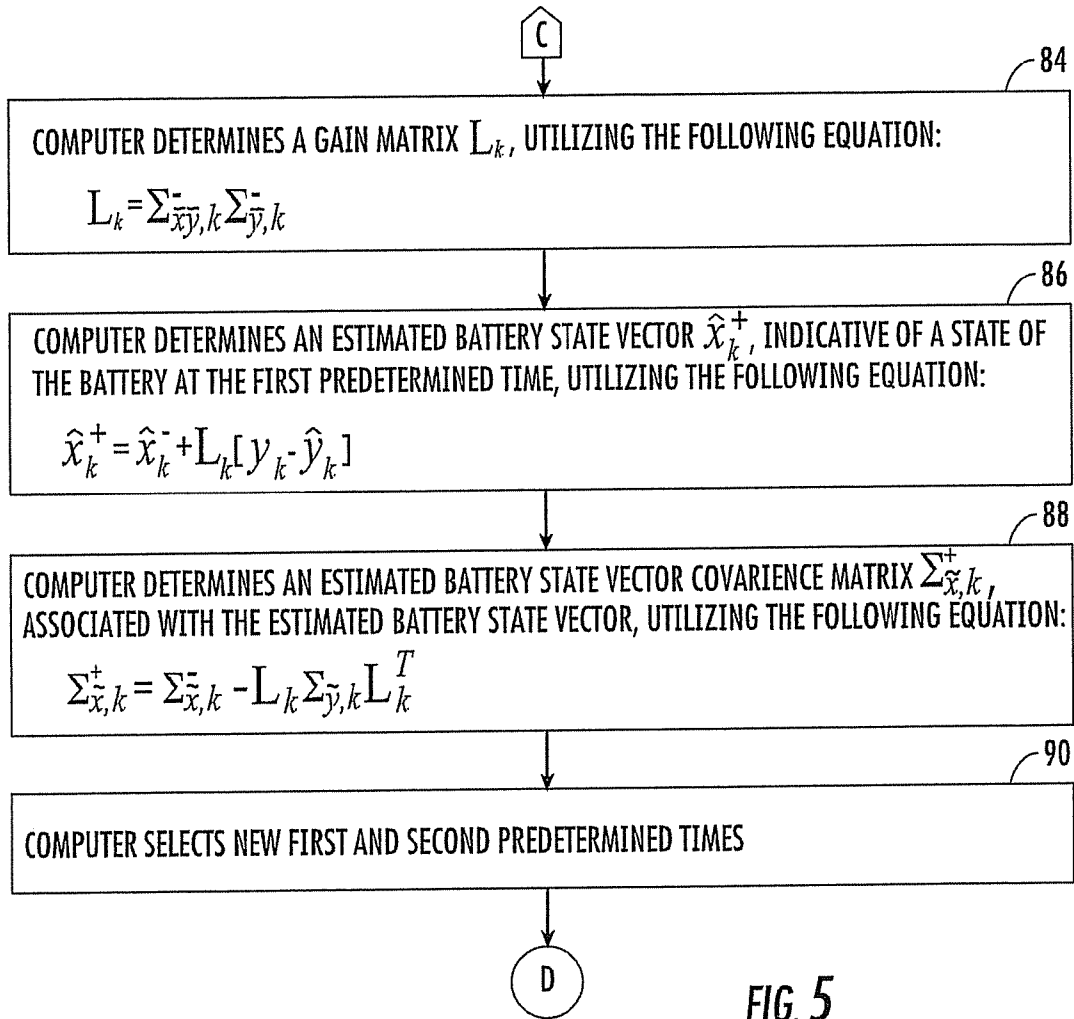 C
84
COMPUTER DETERMINES A GAIN MATRIX L_k, UTILIZING THE FOLLOWING EQUATION:
L_k = Σ^-_{x̄ȳ,k} Σ^-_{ȳ,k}
86
COMPUTER DETERMINES AN ESTIMATED BATTERY STATE VECTOR x̂_k^+, INDICATIVE OF A STATE OF
THE BATTERY AT THE FIRST PREDETERMINED TIME, UTILIZING THE FOLLOWING EQUATION:
x̂_k^+ = x̂_k^- + L_k[y_k - ŷ_k]
88
COMPUTER DETERMINES AN ESTIMATED BATTERY STATE VECTOR COVARIENCE MATRIX Σ^+_{x̃,k},
ASSOCIATED WITH THE ESTIMATED BATTERY STATE VECTOR, UTILIZING THE FOLLOWING EQUATION:
Σ^+_{x̃,k} = Σ^-_{x̃,k} - L_k Σ_{ỹ,k} L_k^T
90
COMPUTER SELECTS NEW FIRST AND SECOND PREDETERMINED TIMES
D
FIG. 5